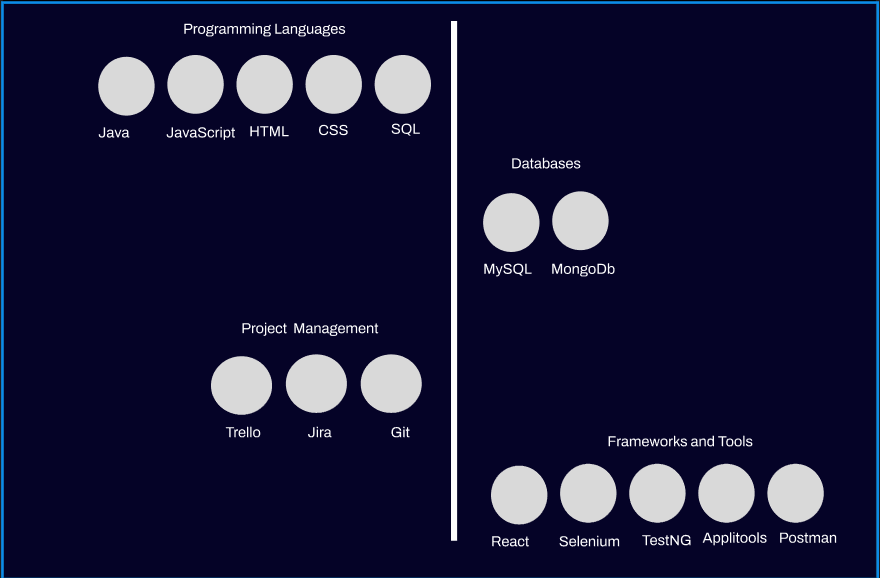 Programming Languages
Java JavaScript HTML CSS SQL
Databases
MySQL MongoDb
Project Management
Trello Jira Git
Frameworks and Tools
React Selenium TestNG Applitools Postman